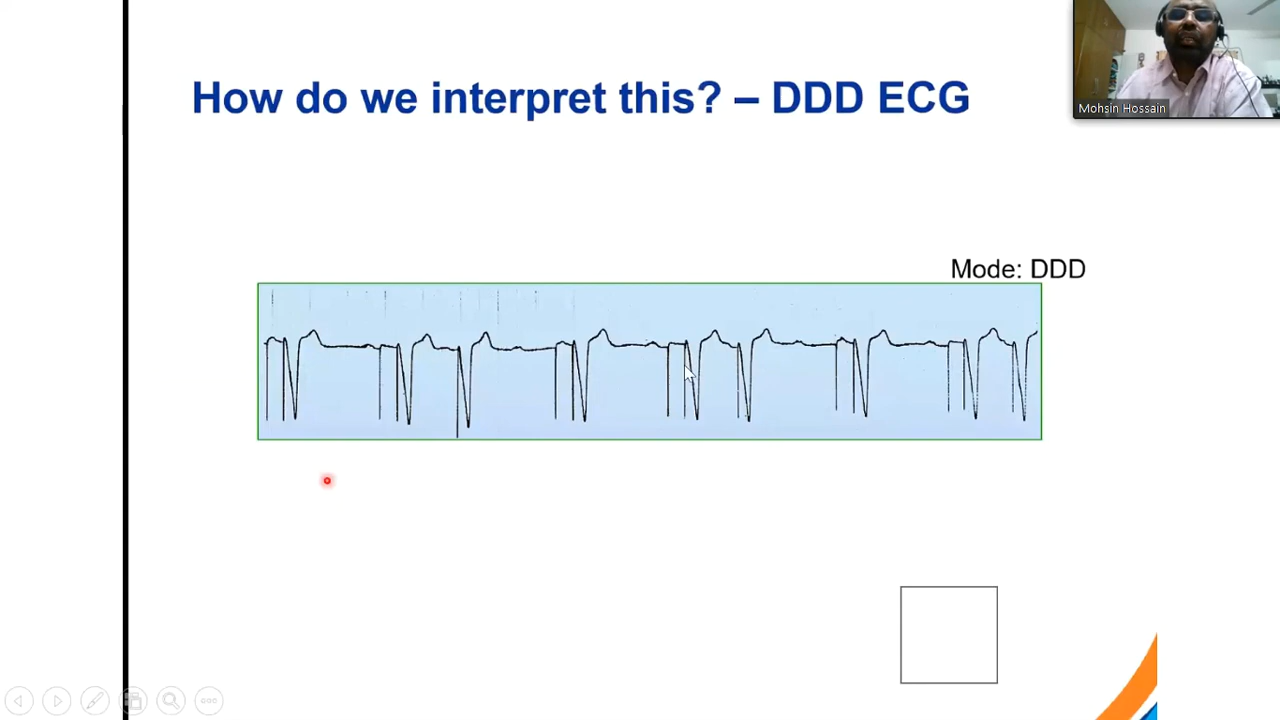 How do we interpret this? – DDD ECG
Mohsin Hossain
Mode: DDD